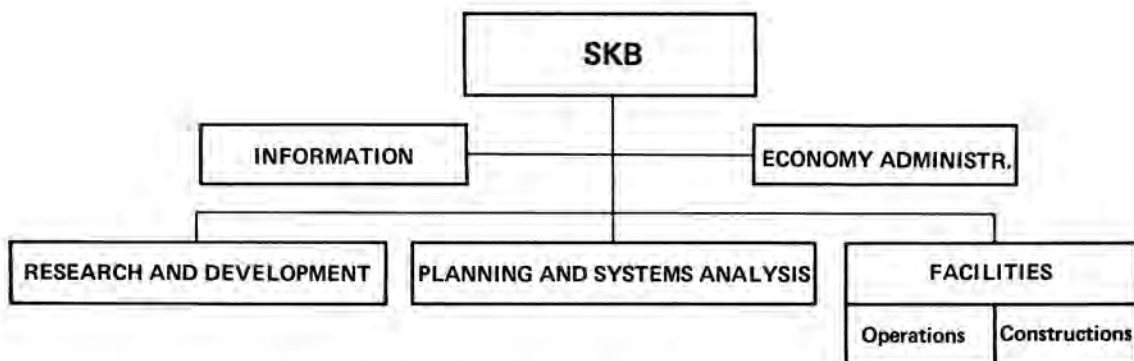 SKB
INFORMATION
ECONOMY ADMINISTR.
RESEARCH AND DEVELOPMENT
PLANNING AND SYSTEMS ANALYSIS
FACILITIES
Operations
Constructions